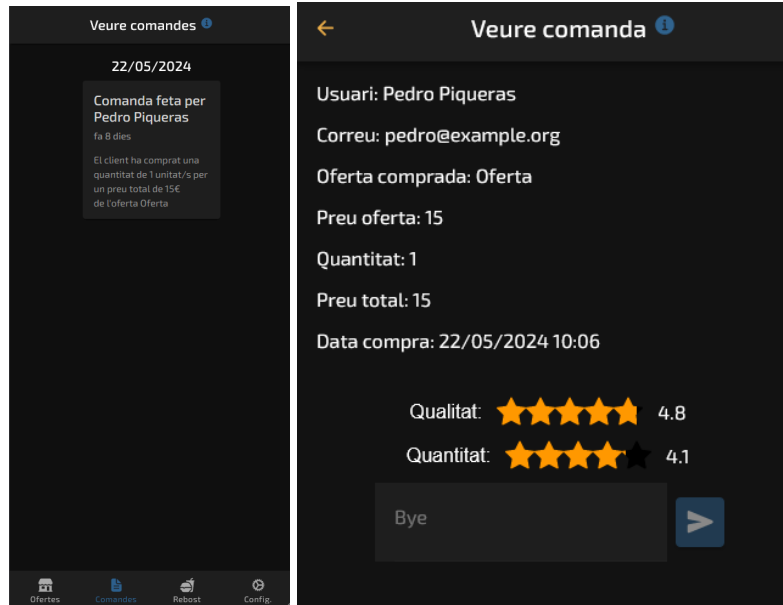 Veure comandes
22/05/2024
Comanda feta per
Pedro Piqueras
fa 8 dies
El client ha comprat una
quantitat de 1 unitat/s per
un preu total de 15€
de l'oferta Oferta
Ofertes
Comandes
Rebost
Config.
Veure comanda
Usuari: Pedro Piqueras
Correu: pedro@example.org
Oferta comprada: Oferta
Preu oferta: 15
Quantitat: 1
Preu total: 15
Data compra: 22/05/2024 10:06
Qualitat: 4.8
Quantitat: 4.1
Bye